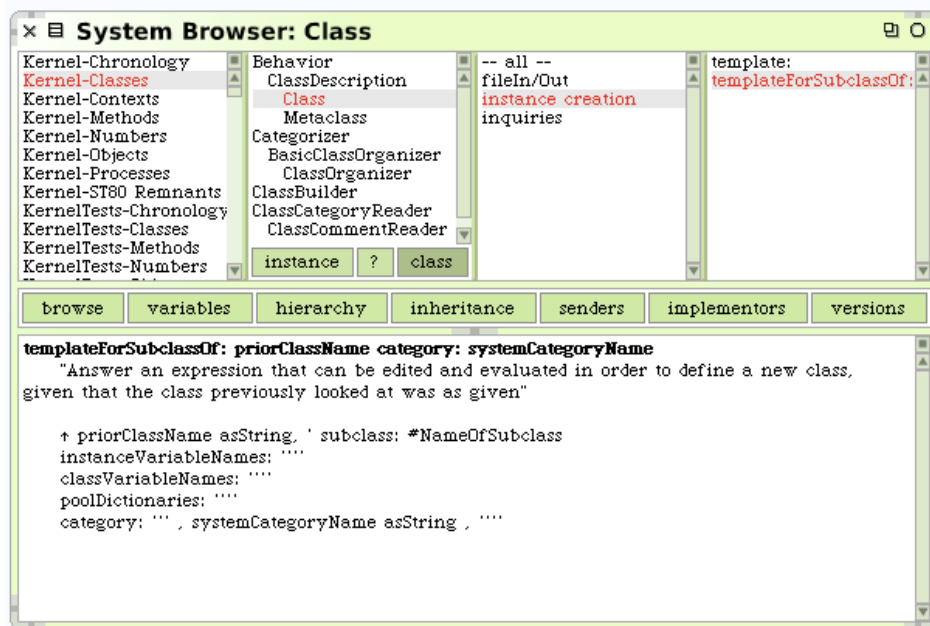 System Browser: Class
Kernel-Chronology
Kernel-Classes
Kernel-Contexts
Kernel-Methods
Kernel-Numbers
Kernel-Objects
Kernel-Processes
Kernel-ST80 Remnants
KernelTests-Chronology
KernelTests-Classes
KernelTests-Methods
KernelTests-Numbers
Behavior
ClassDescription
Class
Metaclass
Categorizer
BasicClassOrganizer
ClassOrganizer
ClassBuilder
ClassCategoryReader
ClassCommentReader
instance ? class
-- all --
fileIn/Out
instance creation
inquiries
template:
templateForSubclassOf:
browse variables hierarchy inheritance senders implementors versions
templateForSubclassOf: priorClassName category: systemCategoryName
"Answer an expression that can be edited and evaluated in order to define a new class,
given that the class previously looked at was as given"
↑ priorClassName asString, ' subclass: #NameOfSubclass
instanceVariableNames: ''''
classVariableNames: ''''
poolDictionaries: ''''
category: ''' , systemCategoryName asString , ''''